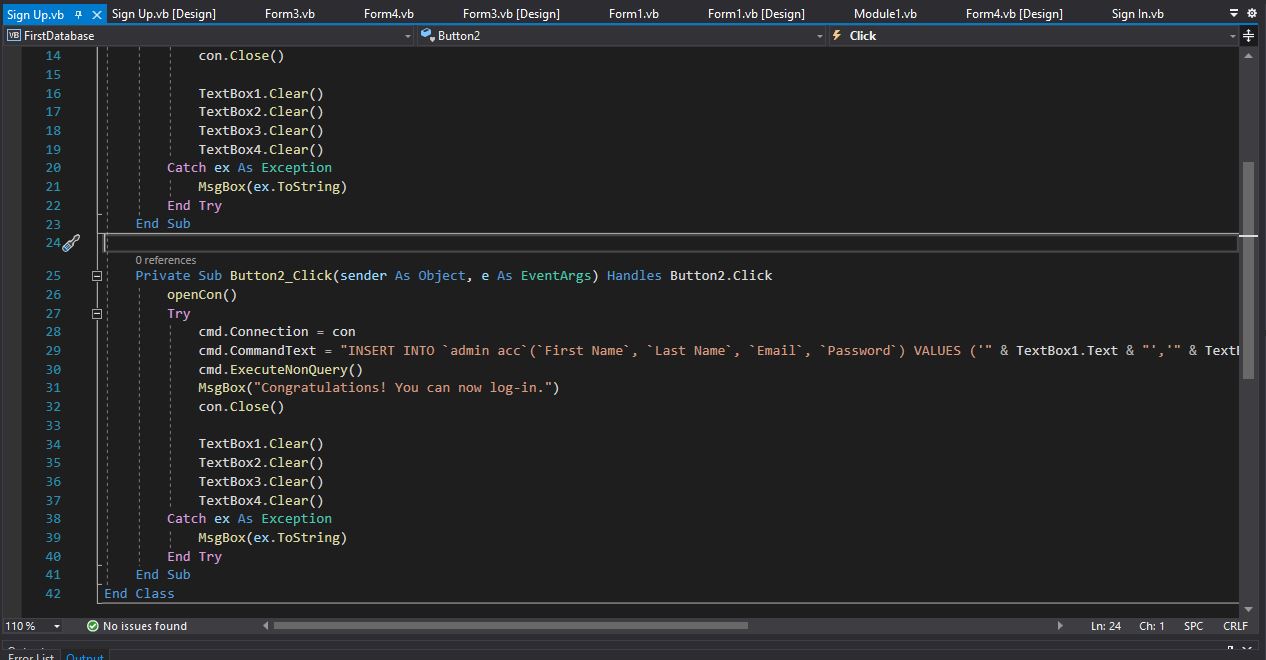 Sign Up.vb Sign Up.vb [Design] Form3.vb Form4.vb Form3.vb [Design] Form1.vb Form1.vb [Design] Module1.vb Form4.vb [Design] Sign In.vb
VB FirstDatabase Button2 Click
14 con.Close()
15
16 TextBox1.Clear()
17 TextBox2.Clear()
18 TextBox3.Clear()
19 TextBox4.Clear()
20 Catch ex As Exception
21 MsgBox(ex.ToString)
22 End Try
23 End Sub
24
0 references
25 Private Sub Button2_Click(sender As Object, e As EventArgs) Handles Button2.Click
26 openCon()
27 Try
28 cmd.Connection = con
29 cmd.CommandText = "INSERT INTO `admin acc`(`First Name`, `Last Name`, `Email`, `Password`) VALUES ('" & TextBox1.Text & "','" & Text
30 cmd.ExecuteNonQuery()
31 MsgBox("Congratulations! You can now log-in.")
32 con.Close()
33
34 TextBox1.Clear()
35 TextBox2.Clear()
36 TextBox3.Clear()
37 TextBox4.Clear()
38 Catch ex As Exception
39 MsgBox(ex.ToString)
40 End Try
41 End Sub
42 End Class
110 % No issues found Ln: 24 Ch: 1 SPC CRLF
Error List Output